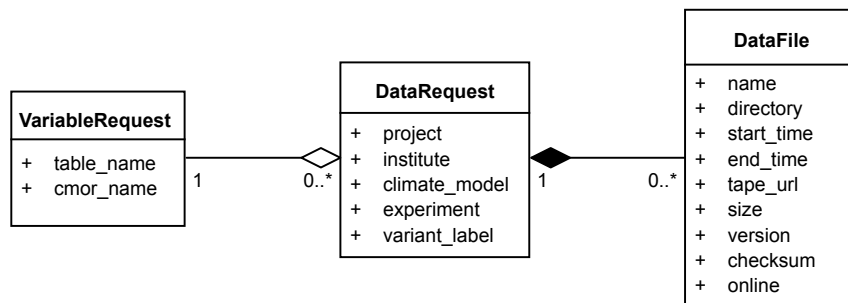 VariableRequest
+ table_name
+ cmor_name
1
0..*
DataRequest
+ project
+ institute
+ climate_model
+ experiment
+ variant_label
1
0..*
DataFile
+ name
+ directory
+ start_time
+ end_time
+ tape_url
+ size
+ version
+ checksum
+ online